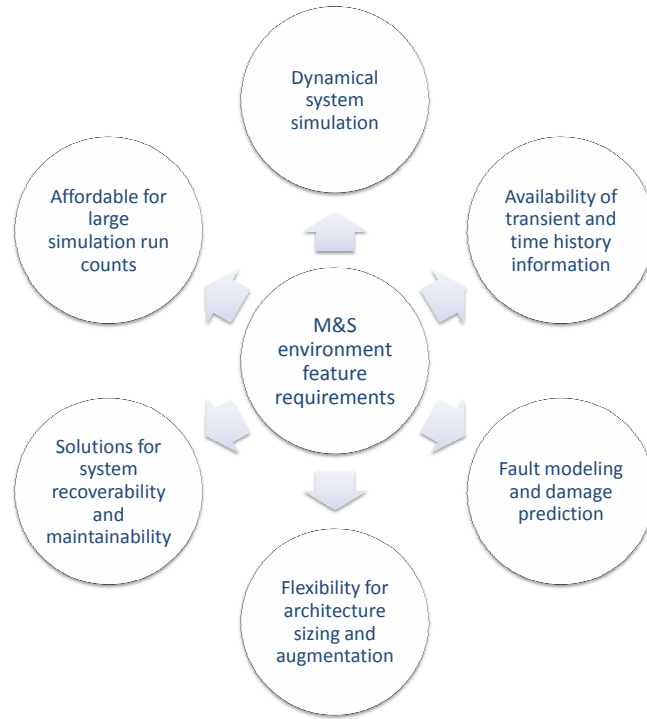 Dynamical
system
simulation
Availability of
transient and
time history
information
Fault modeling
and damage
prediction
Flexibility for
architecture
sizing and
augmentation
Solutions for
system
recoverability
and
maintainability
Affordable for
large
simulation run
counts
M&S
environment
feature
requirements